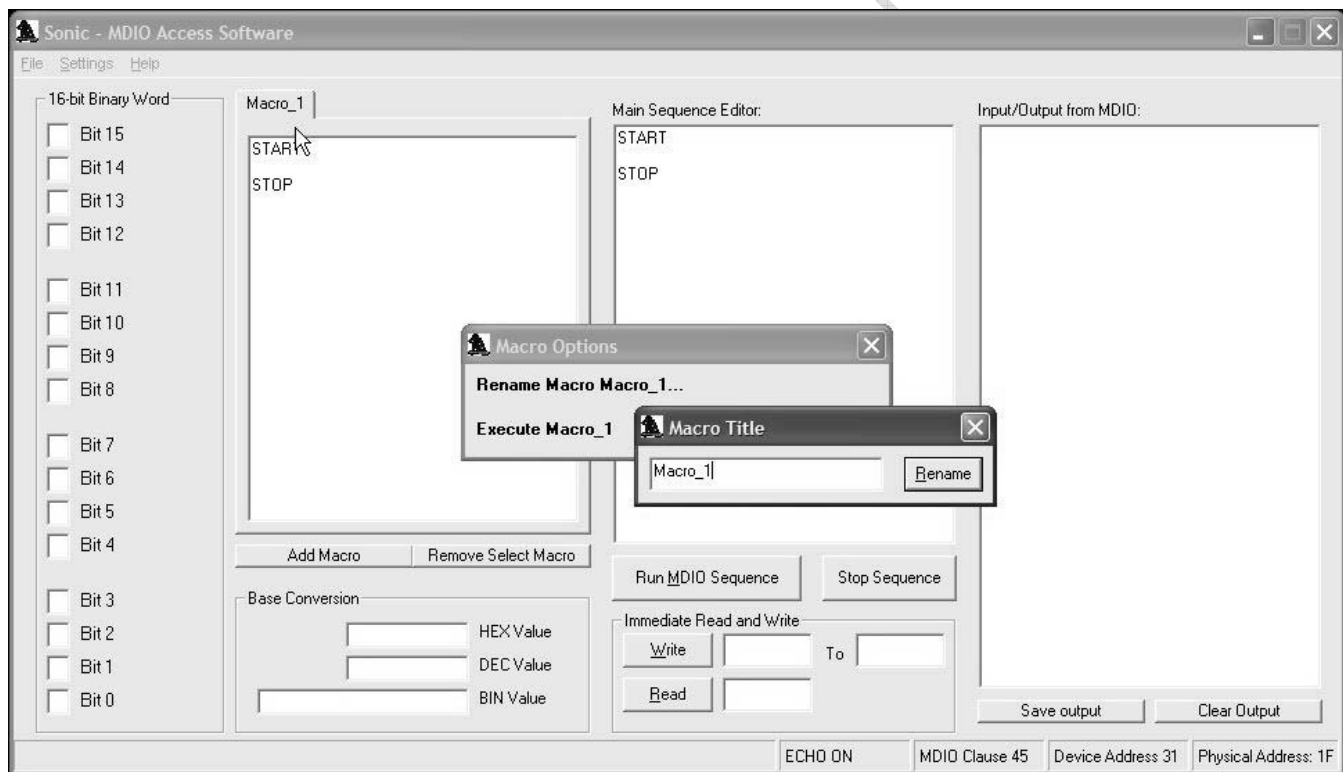 Sonic - MDIO Access Software
File Settings Help
16-bit Binary Word
Bit 15
Bit 14
Bit 13
Bit 12
Bit 11
Bit 10
Bit 9
Bit 8
Bit 7
Bit 6
Bit 5
Bit 4
Bit 3
Bit 2
Bit 1
Bit 0
Macro_1
START
STOP
Add Macro
Remove Select Macro
Base Conversion
HEX Value
DEC Value
BIN Value
Main Sequence Editor:
START
STOP
Macro Options
Rename Macro Macro_1...
Execute Macro_1
Macro Title
Macro_1
Rename
Run MDIO Sequence
Stop Sequence
Immediate Read and Write
Write
To
Read
Input/Output from MDIO:
Save output
Clear Output
ECHO ON
MDIO Clause 45
Device Address 31
Physical Address: 1F